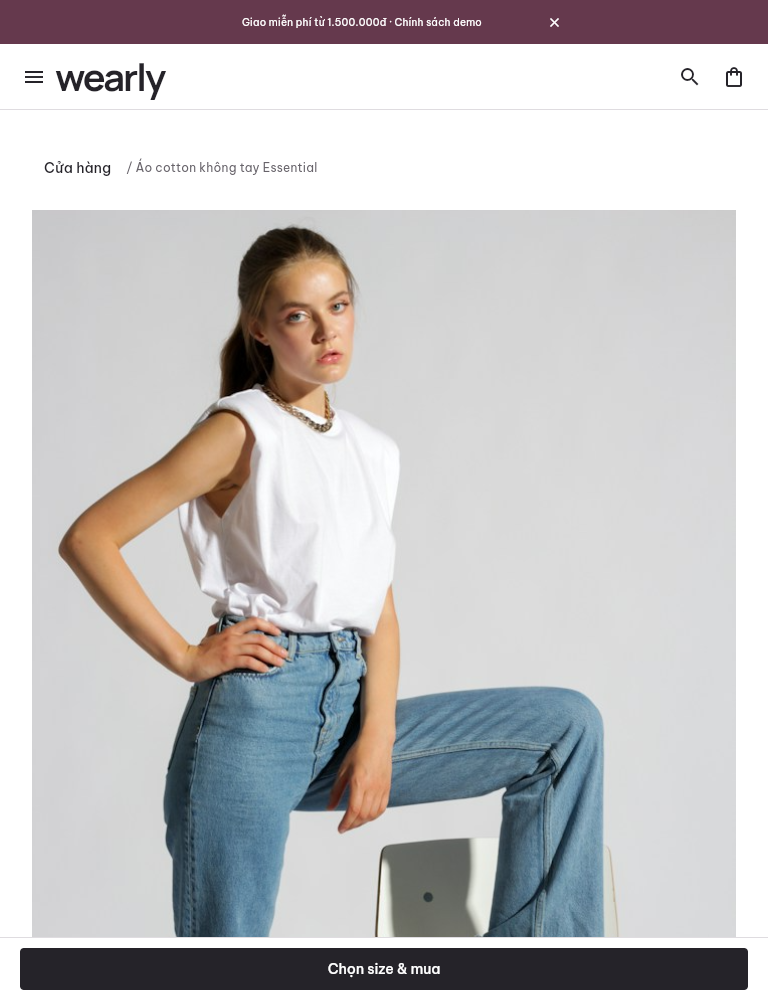 Giao miễn phí từ 1.500.000đ · Chính sách demo
wearly
Cửa hàng / Áo cotton không tay Essential
Chọn size & mua